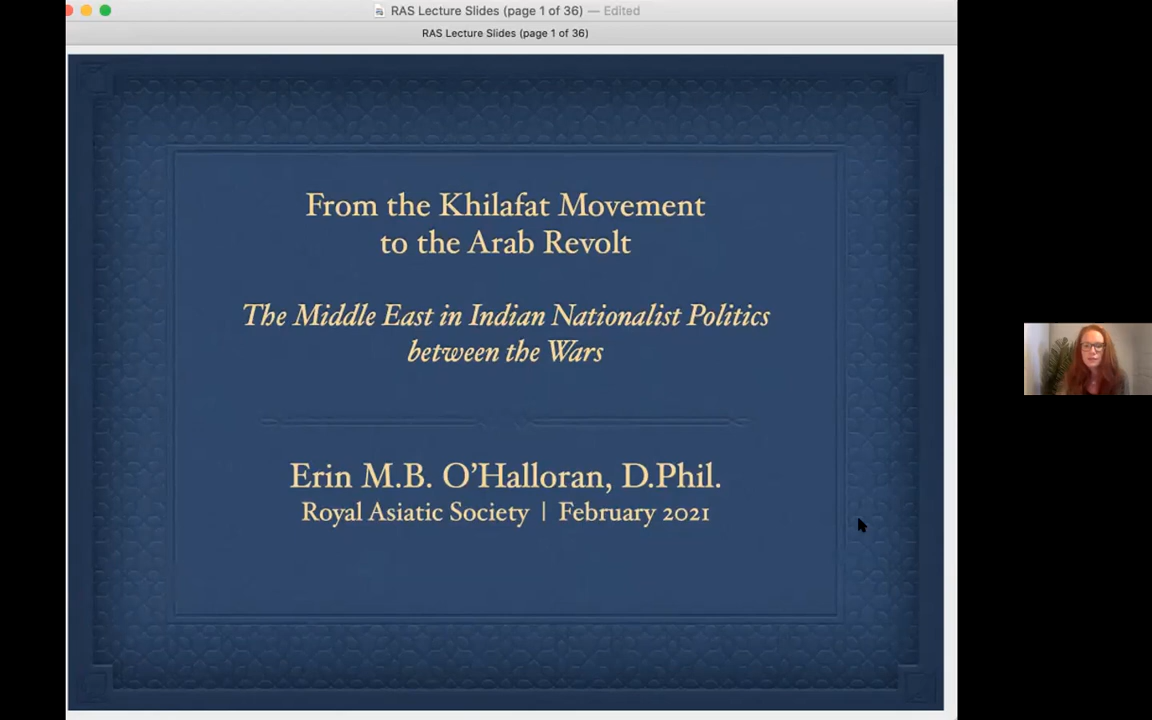 RAS Lecture Slides (page 1 of 36) — Edited
RAS Lecture Slides (page 1 of 36)
From the Khilafat Movement
to the Arab Revolt
The Middle East in Indian Nationalist Politics
between the Wars
Erin M.B. O’Halloran, D.Phil.
Royal Asiatic Society | February 2021